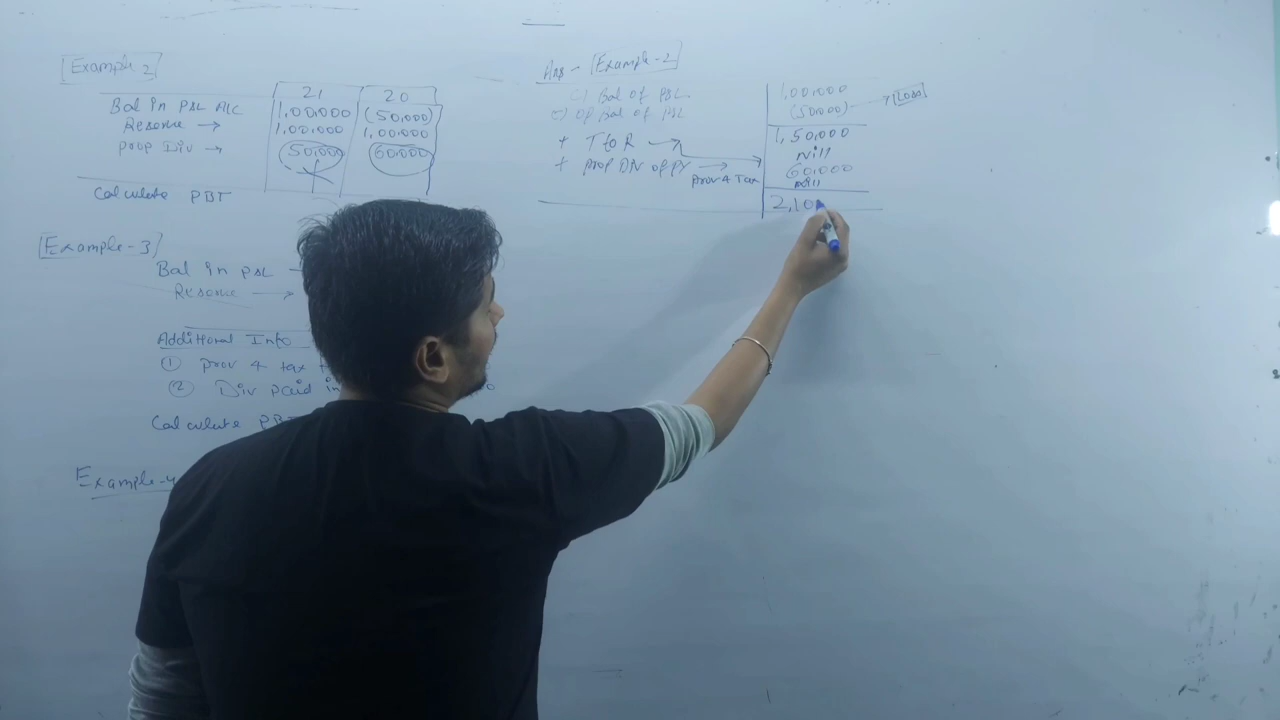 Example 2
21 20
Bal in P&L A/C 1,00,000 (50,000)
Reserve → 1,00,000 1,00,000
Prop Div → 50,000 60,000
Calculate PBT
Example-3
Bal in P&L
Reserve →
Additional Info
① Prov 4 tax
② Div Paid in
Calculate PBT
Example-4
Ans - Example-2
Cl Bal of P&L 1,00,000
(-) OP Bal of P&L (50,000) → Loss
1,50,000
+ T to R → Nill
+ Prop DIV of PY → 60,000
Prov 4 Tax Nill
2,10